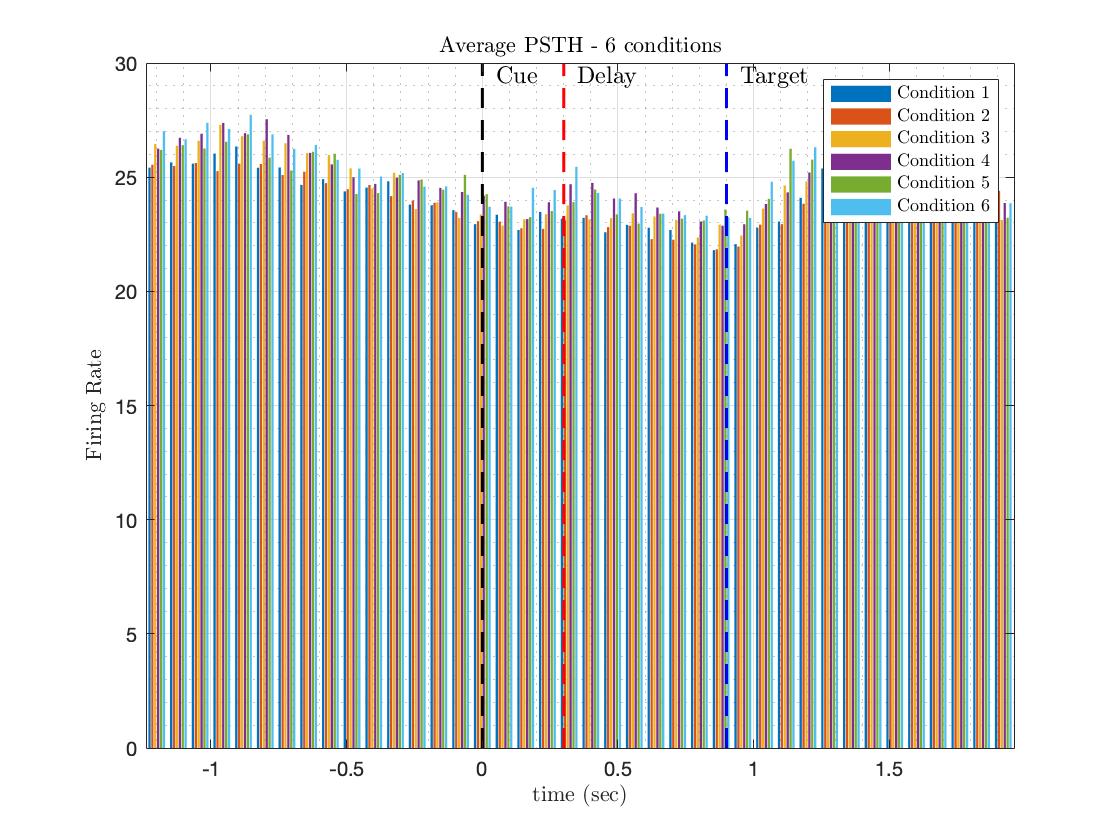 Average PSTH - 6 conditions
30
25
20
15
10
5
0
Firing Rate
Cue
Delay
Target
Condition 1
Condition 2
Condition 3
Condition 4
Condition 5
Condition 6
-1
-0.5
0
0.5
1
1.5
time (sec)